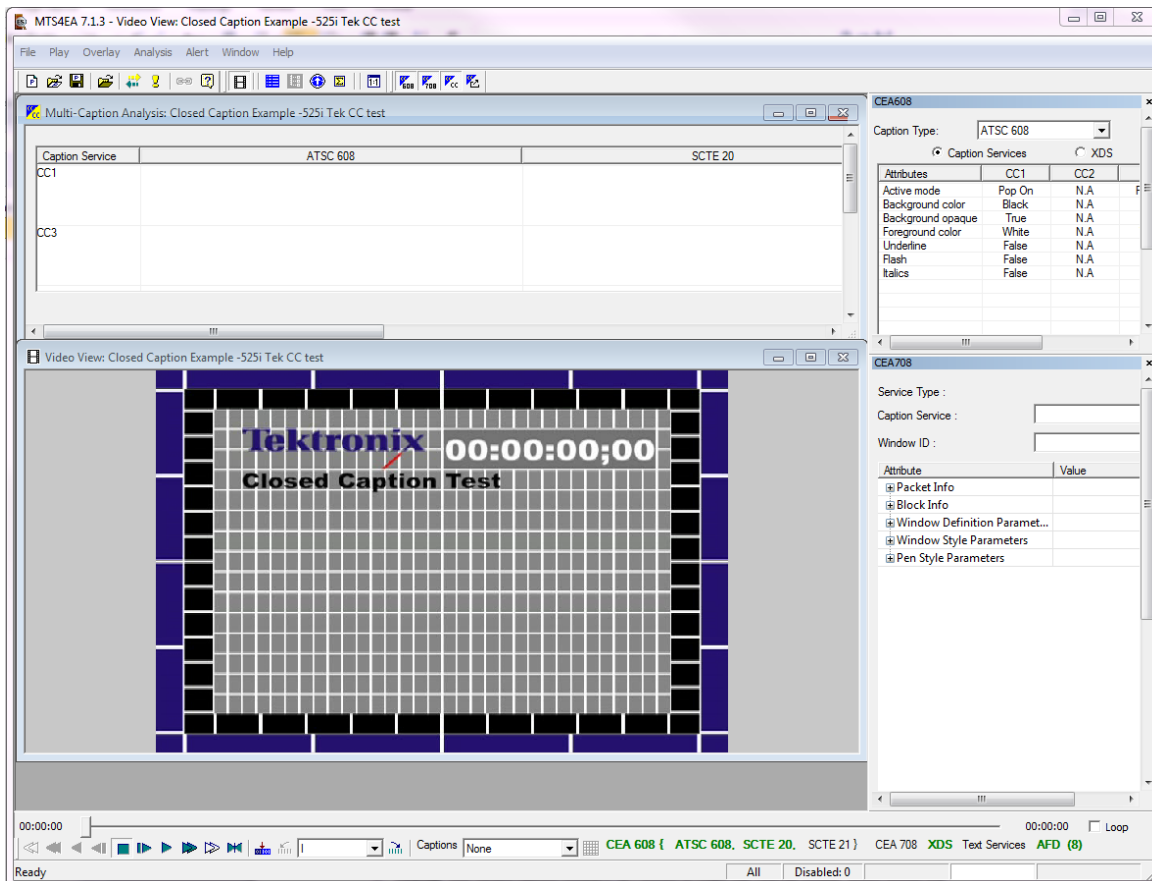 MTS4EA 7.1.3 - Video View: Closed Caption Example -525i Tek CC test
File Play Overlay Analysis Alert Window Help
Multi-Caption Analysis: Closed Caption Example -525i Tek CC test
Caption Service ATSC 608 SCTE 20
CC1
CC3
Video View: Closed Caption Example -525i Tek CC test
Tektronix 00:00:00;00
Closed Caption Test
CEA608
Caption Type: ATSC 608
Caption Services XDS
Attributes CC1 CC2
Active mode Pop On N.A
Background color Black N.A
Background opaque True N.A
Foreground color White N.A
Underline False N.A
Flash False N.A
Italics False N.A
CEA708
Service Type :
Caption Service :
Window ID :
Attribute Value
Packet Info
Block Info
Window Definition Paramet...
Window Style Parameters
Pen Style Parameters
00:00:00 00:00:00 Loop
I Captions None CEA 608 { ATSC 608, SCTE 20, SCTE 21 } CEA 708 XDS Text Services AFD (8)
Ready All Disabled: 0